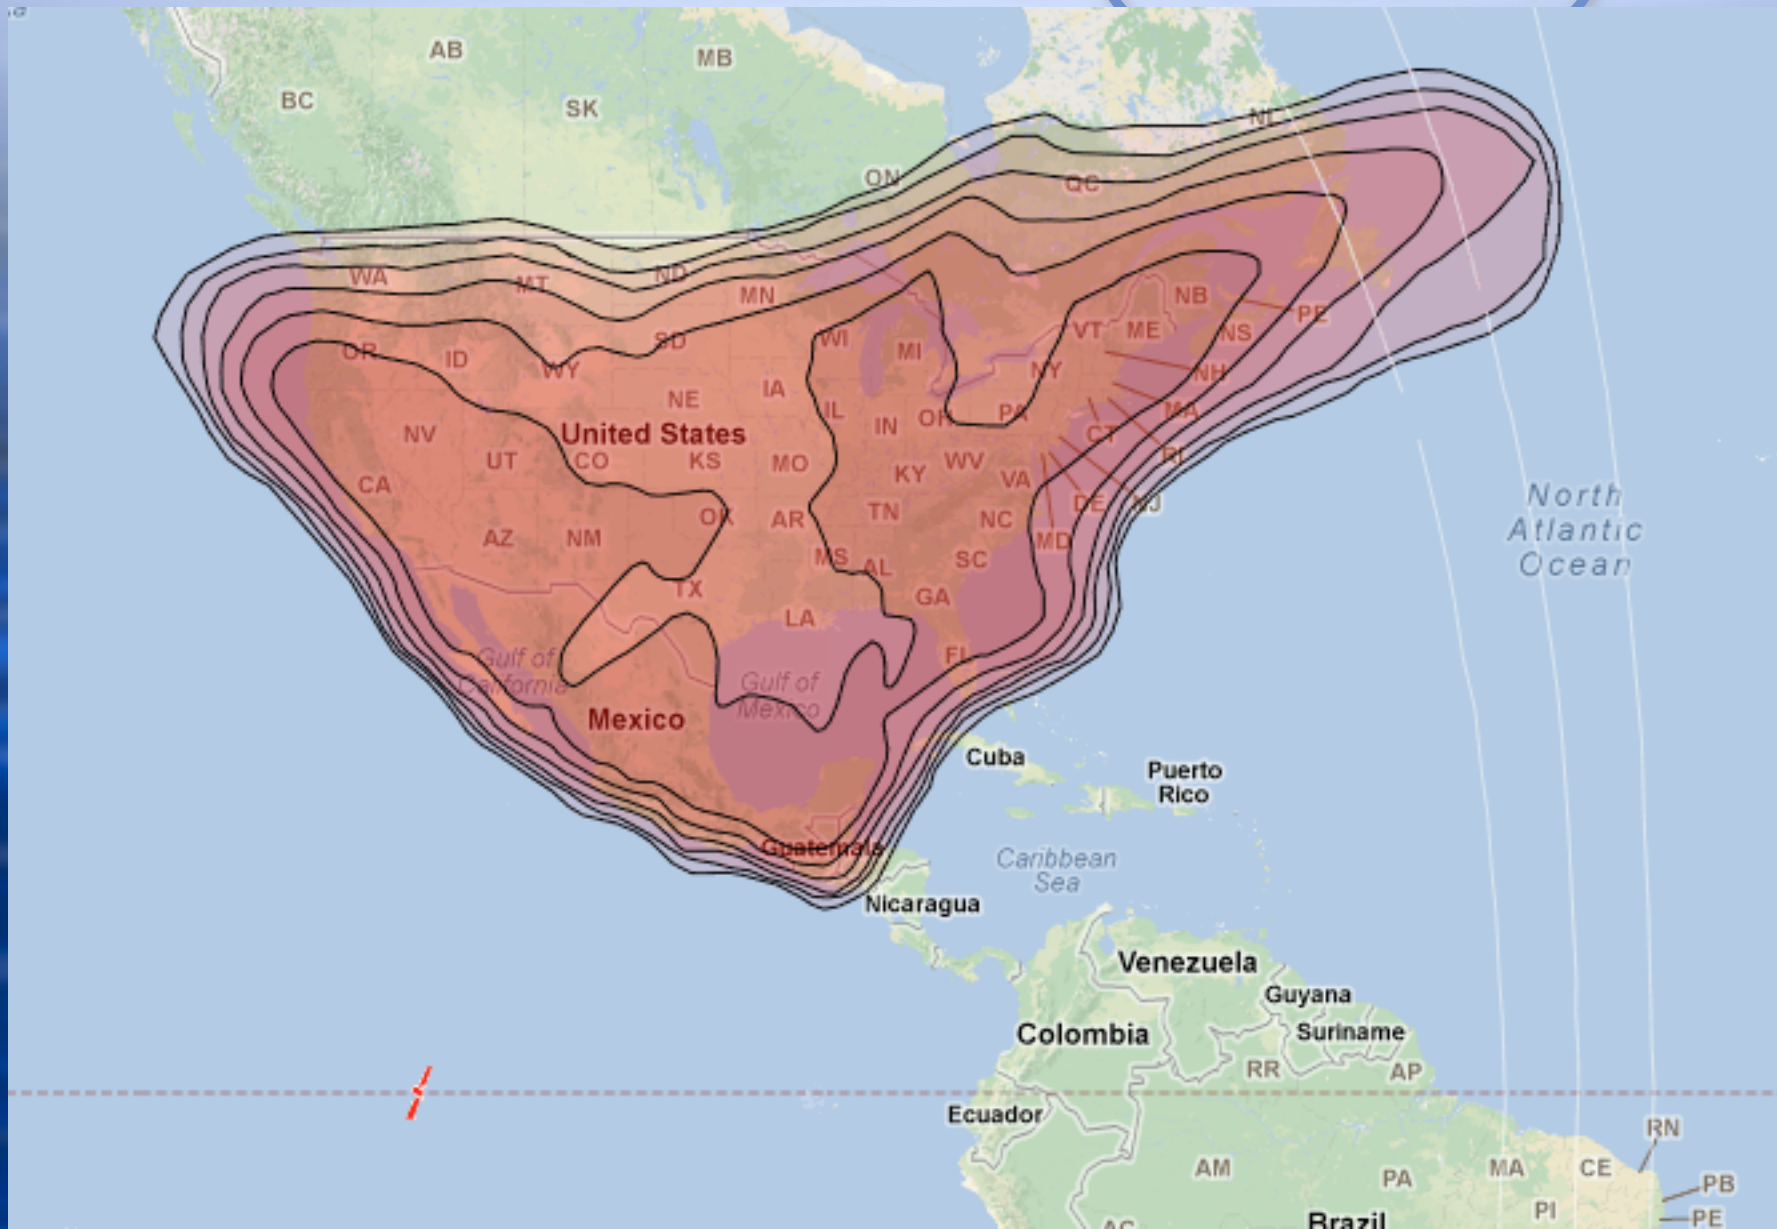 AB
MB
BC
SK
NL
ON
QC
WA
MT
ND
MN
NB
PE
OR
ID
WY
SD
WI
MI
VT
ME
NS
NY
NH
NE
IA
IL
IN
OH
PA
MA
NV
United States
CT
RI
UT
CO
KS
MO
KY
WV
VA
CA
OK
AR
TN
NC
DE
NJ
North
Atlantic
Ocean
AZ
NM
MS
AL
SC
MD
TX
LA
GA
FL
Gulf of
California
Gulf of
Mexico
Mexico
Cuba
Puerto
Rico
Guatemala
Caribbean
Sea
Nicaragua
Venezuela
Guyana
Colombia
Suriname
RR
AP
Ecuador
RN
AM
PA
MA
CE
PB
PI
PE
AC
Brazil